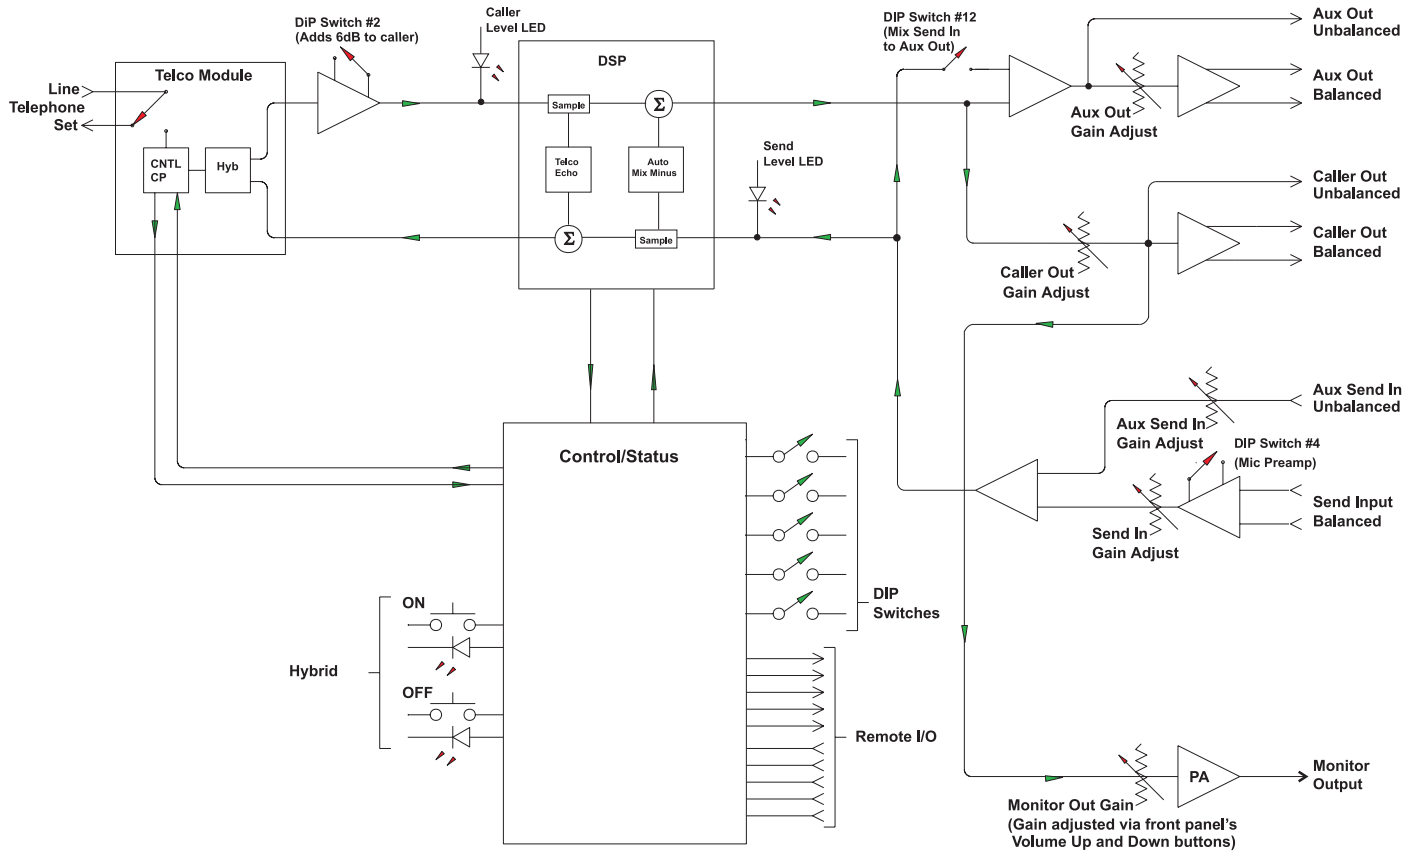 DiP Switch #2
(Adds 6dB to caller)
Caller
Level LED
DIP Switch #12
(Mix Send In
to Aux Out)
Aux Out
Unbalanced
Telco Module
DSP
Line
Telephone
Set
Sample
Σ
Aux Out
Balanced
Aux Out
Gain Adjust
CNTL
CP
Hyb
Telco
Echo
Auto
Mix Minus
Send
Level LED
Caller Out
Unbalanced
Σ
Sample
Caller Out
Balanced
Caller Out
Gain Adjust
Aux Send In
Unbalanced
Aux Send In
Gain Adjust
DIP Switch #4
(Mic Preamp)
Control/Status
Send Input
Balanced
Send In
Gain Adjust
DIP
Switches
ON
Hybrid
OFF
Remote I/O
PA
Monitor
Output
Monitor Out Gain
(Gain adjusted via front panel's
Volume Up and Down buttons)